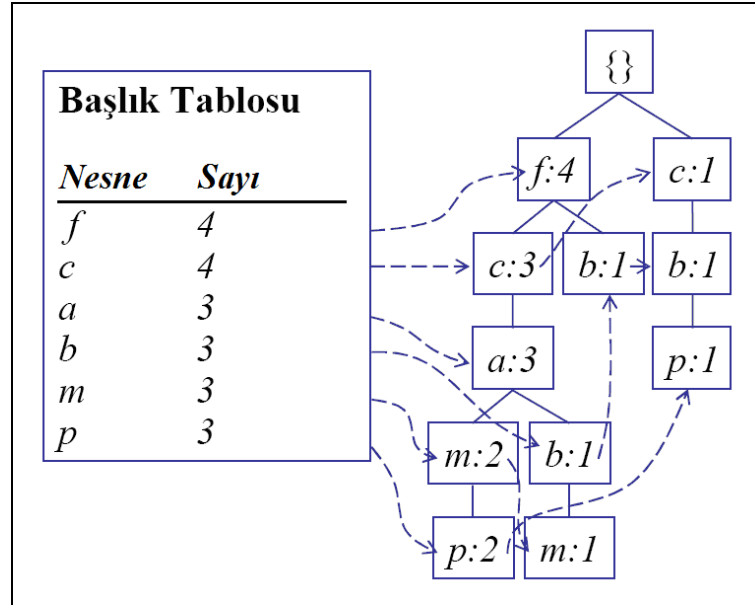 Başlık Tablosu
Nesne Sayı
f 4
c 4
a 3
b 3
m 3
p 3
{}
f:4 c:1
c:3 b:1 b:1
a:3 p:1
m:2 b:1
p:2 m:1